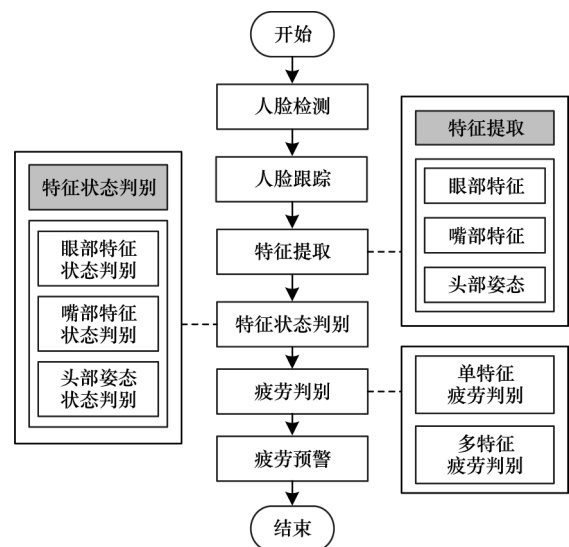 开始
人脸检测
人脸跟踪
特征提取
特征状态判别
疲劳判别
疲劳预警
结束
特征状态判别
眼部特征
状态判别
嘴部特征
状态判别
头部姿态
状态判别
特征提取
眼部特征
嘴部特征
头部姿态
单特征
疲劳判别
多特征
疲劳判别